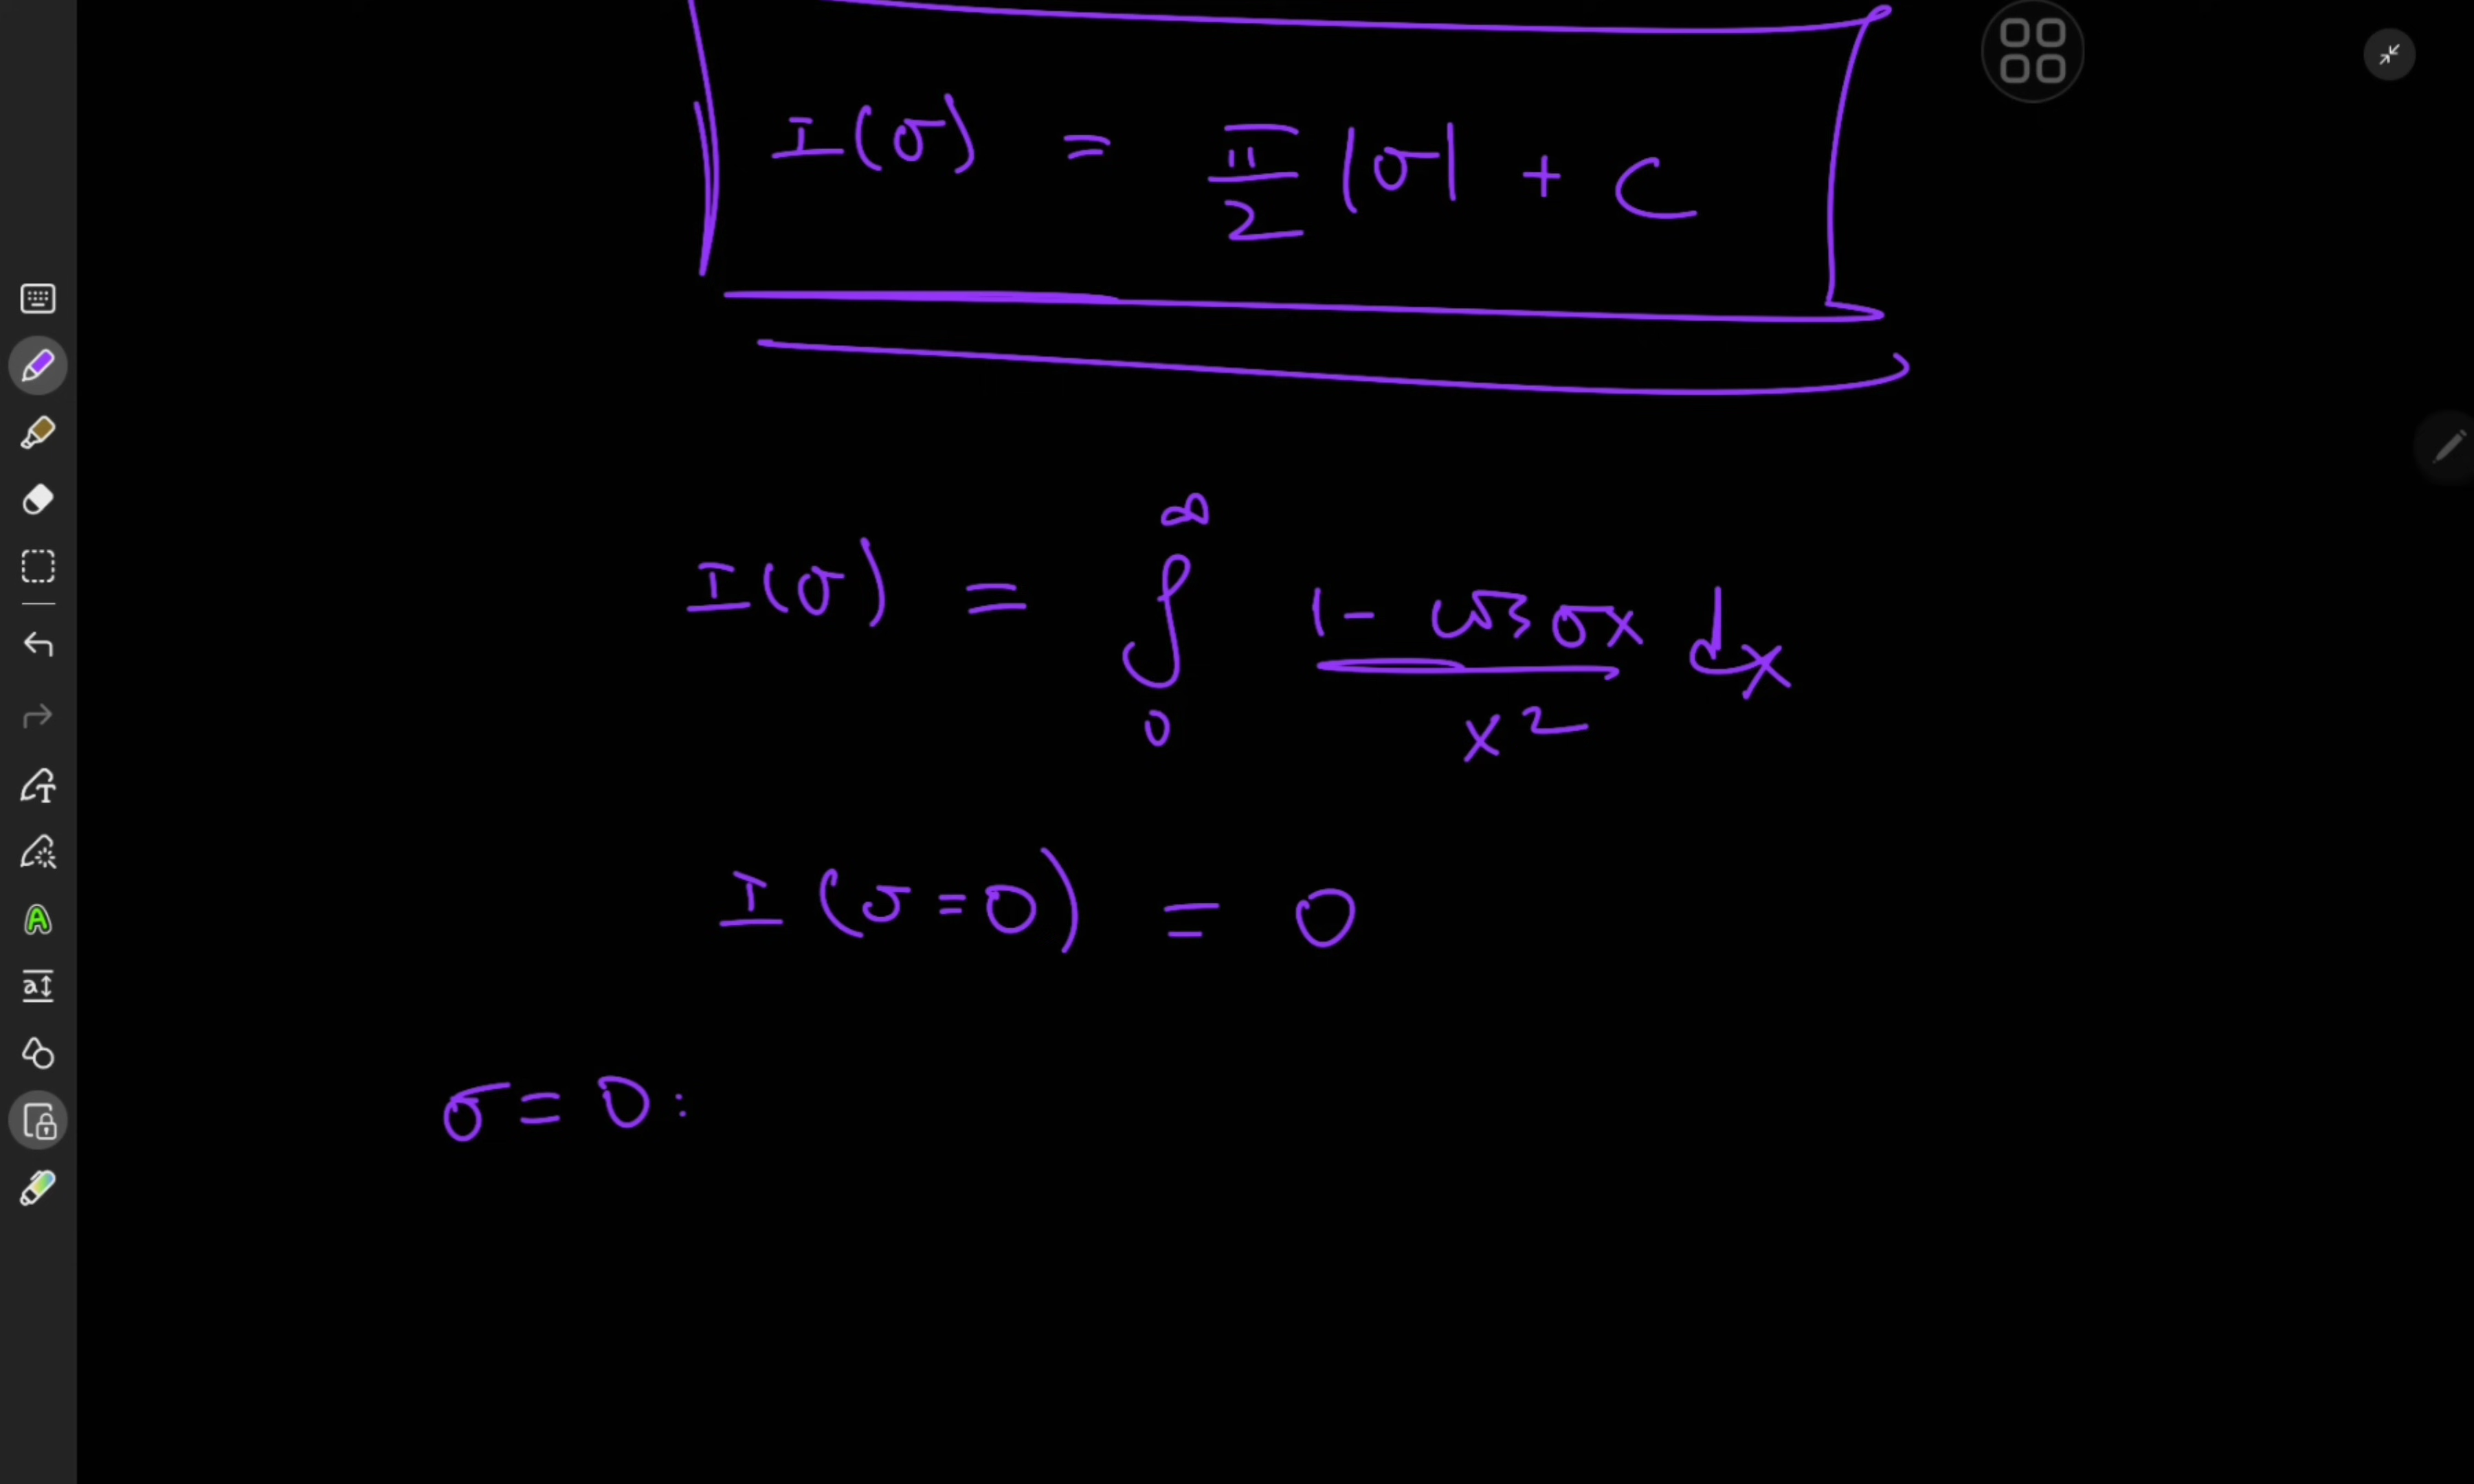 I(σ) = π/2 |σ| + C
I(σ) = ∫₀^∞ (1 - cos σx)/x² dx
I(σ=0) = 0
σ = 0: